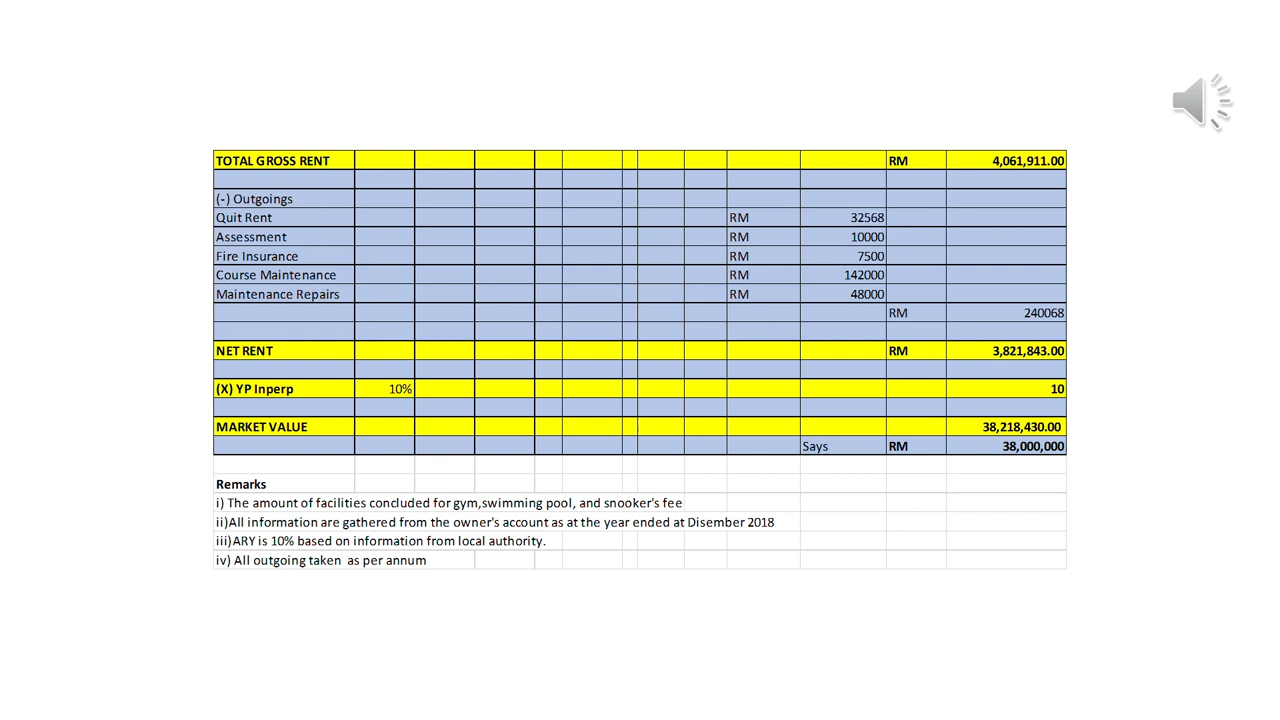 TOTAL GROSS RENT RM 4,061,911.00
(-) Outgoings
Quit Rent RM 32568
Assessment RM 10000
Fire Insurance RM 7500
Course Maintenance RM 142000
Maintenance Repairs RM 48000
RM 240068
NET RENT RM 3,821,843.00
(X) YP Inperp 10% 10
MARKET VALUE 38,218,430.00
Says RM 38,000,000
Remarks
i) The amount of facilities concluded for gym,swimming pool, and snooker's fee
ii)All information are gathered from the owner's account as at the year ended at Disember 2018
iii)ARY is 10% based on information from local authority.
iv) All outgoing taken  as per annum